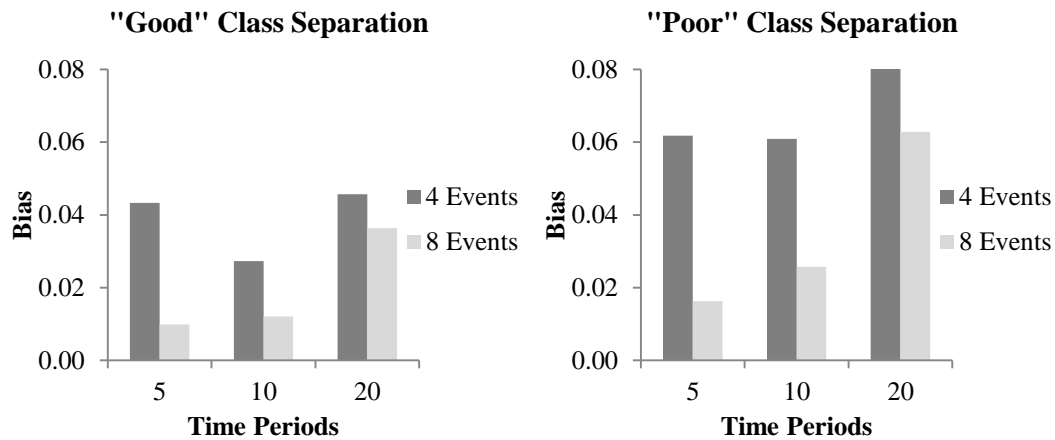 "Good" Class Separation
0.08
0.06
0.04
0.02
0.00
Bias
5 10 20
Time Periods
4 Events
8 Events
"Poor" Class Separation
0.08
0.06
0.04
0.02
0.00
Bias
5 10 20
Time Periods
4 Events
8 Events